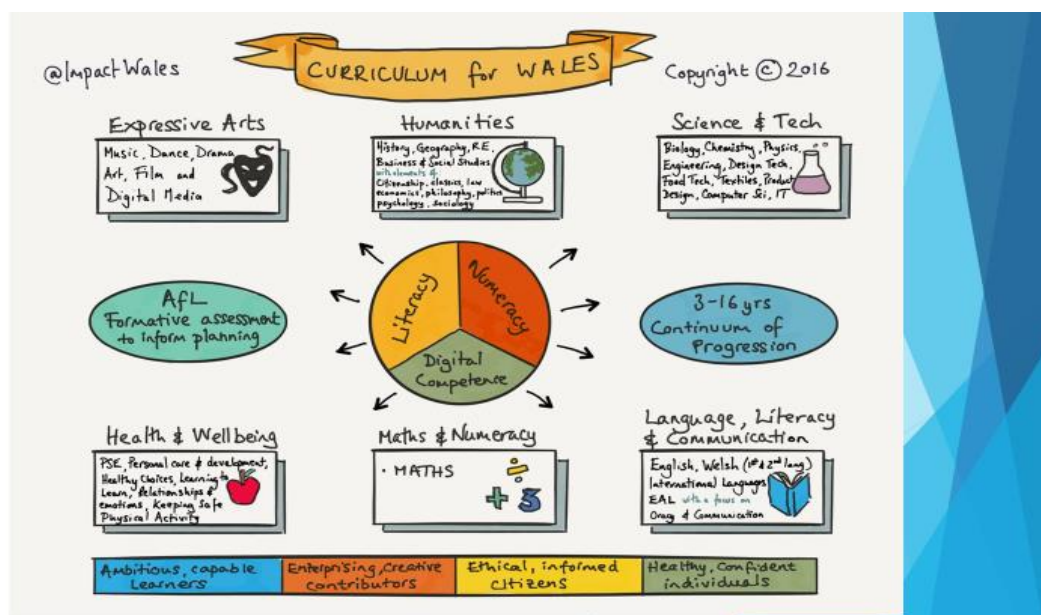 @ImpactWales
CURRICULUM for WALES
Copyright © 2016
Expressive Arts
Music, Dance, Drama
Art, Film and
Digital Media
Humanities
History, Geography, R.E.
Business & Social Studies
with elements of
Citizenship, classics, law
economics, philosophy, politics
psychology, sociology
Science & Tech
Biology, Chemistry, Physics,
Engineering, Design Tech,
Food Tech, Textiles, Product
Design, Computer Sci, IT
AfL
Formative assessment
to inform planning
Literacy
Numeracy
Digital
Competence
3-16 yrs
Continuum of
Progression
Health & Wellbeing
PSE, Personal care & development,
Healthy Choices, Learning to
Learn, Relationships &
emotions, Keeping Safe
Physical Activity
Maths & Numeracy
• MATHS
÷
+ 3
Language, Literacy
& Communication
English, Welsh (1st & 2nd lang)
International Languages
EAL with a focus on
Oracy & Communication
Ambitious, capable
Learners
Enterprising, Creative
contributors
Ethical, informed
Citizens
Healthy, Confident
individuals